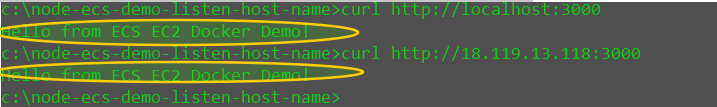 c:\node-ecs-demo-listen-host-name>curl http://localhost:3000
Hello from ECS EC2 Docker Demo!
c:\node-ecs-demo-listen-host-name>curl http://18.119.13.118:3000
Hello from ECS EC2 Docker Demo!
c:\node-ecs-demo-listen-host-name>